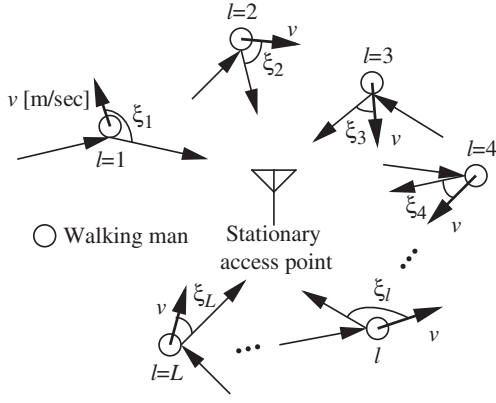 l=2
v
ξ2
v [m/sec]
ξ1
l=1
l=3
ξ3
v
l=4
ξ4
v
Walking man
Stationary
access point
v
ξL
l=L
ξl
v
l